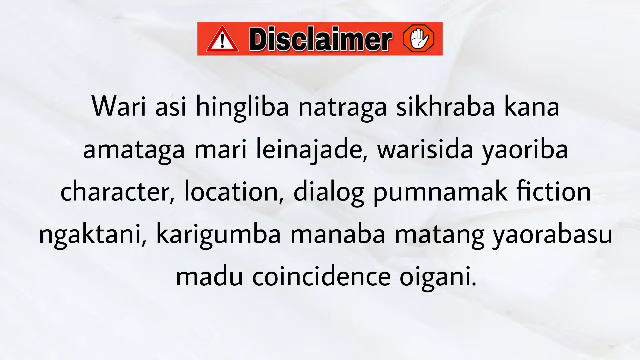 Disclaimer
Wari asi hingliba natraga sikhraba kana
amataga mari leinajade, warisida yaoriba
character, location, dialog pumnamak fiction
ngaktani, karigumba manaba matang yaorabasu
madu coincidence oigani.